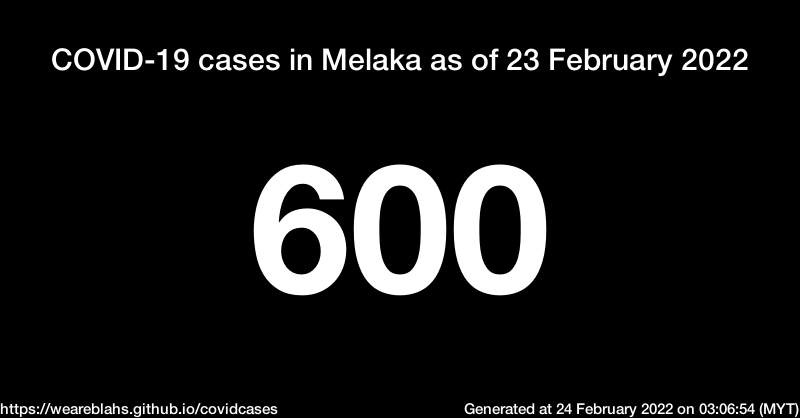 COVID-19 cases in Melaka as of 23 February 2022
600
https://weareblahs.github.io/covidcases
Generated at 24 February 2022 on 03:06:54 (MYT)